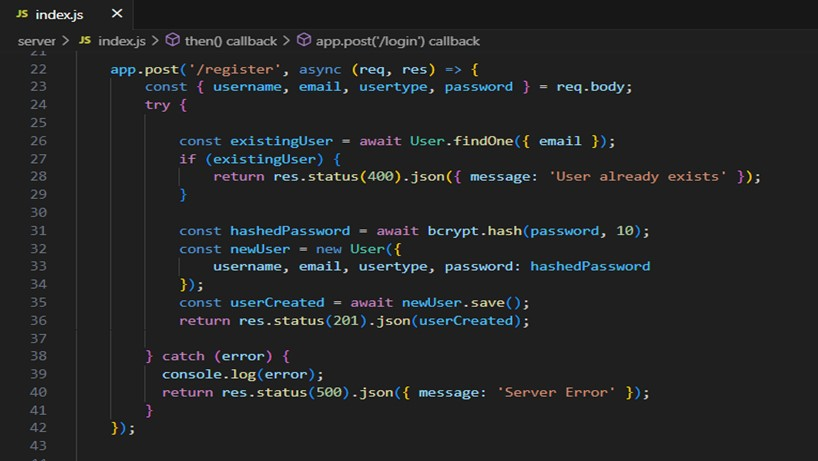 JS index.js ×
server > JS index.js > then() callback > app.post('/login') callback
21
22 app.post('/register', async (req, res) => {
23 const { username, email, usertype, password } = req.body;
24 try {
25
26 const existingUser = await User.findOne({ email });
27 if (existingUser) {
28 return res.status(400).json({ message: 'User already exists' });
29 }
30
31 const hashedPassword = await bcrypt.hash(password, 10);
32 const newUser = new User({
33 username, email, usertype, password: hashedPassword
34 });
35 const userCreated = await newUser.save();
36 return res.status(201).json(userCreated);
37
38 } catch (error) {
39 console.log(error);
40 return res.status(500).json({ message: 'Server Error' });
41 }
42 });
43